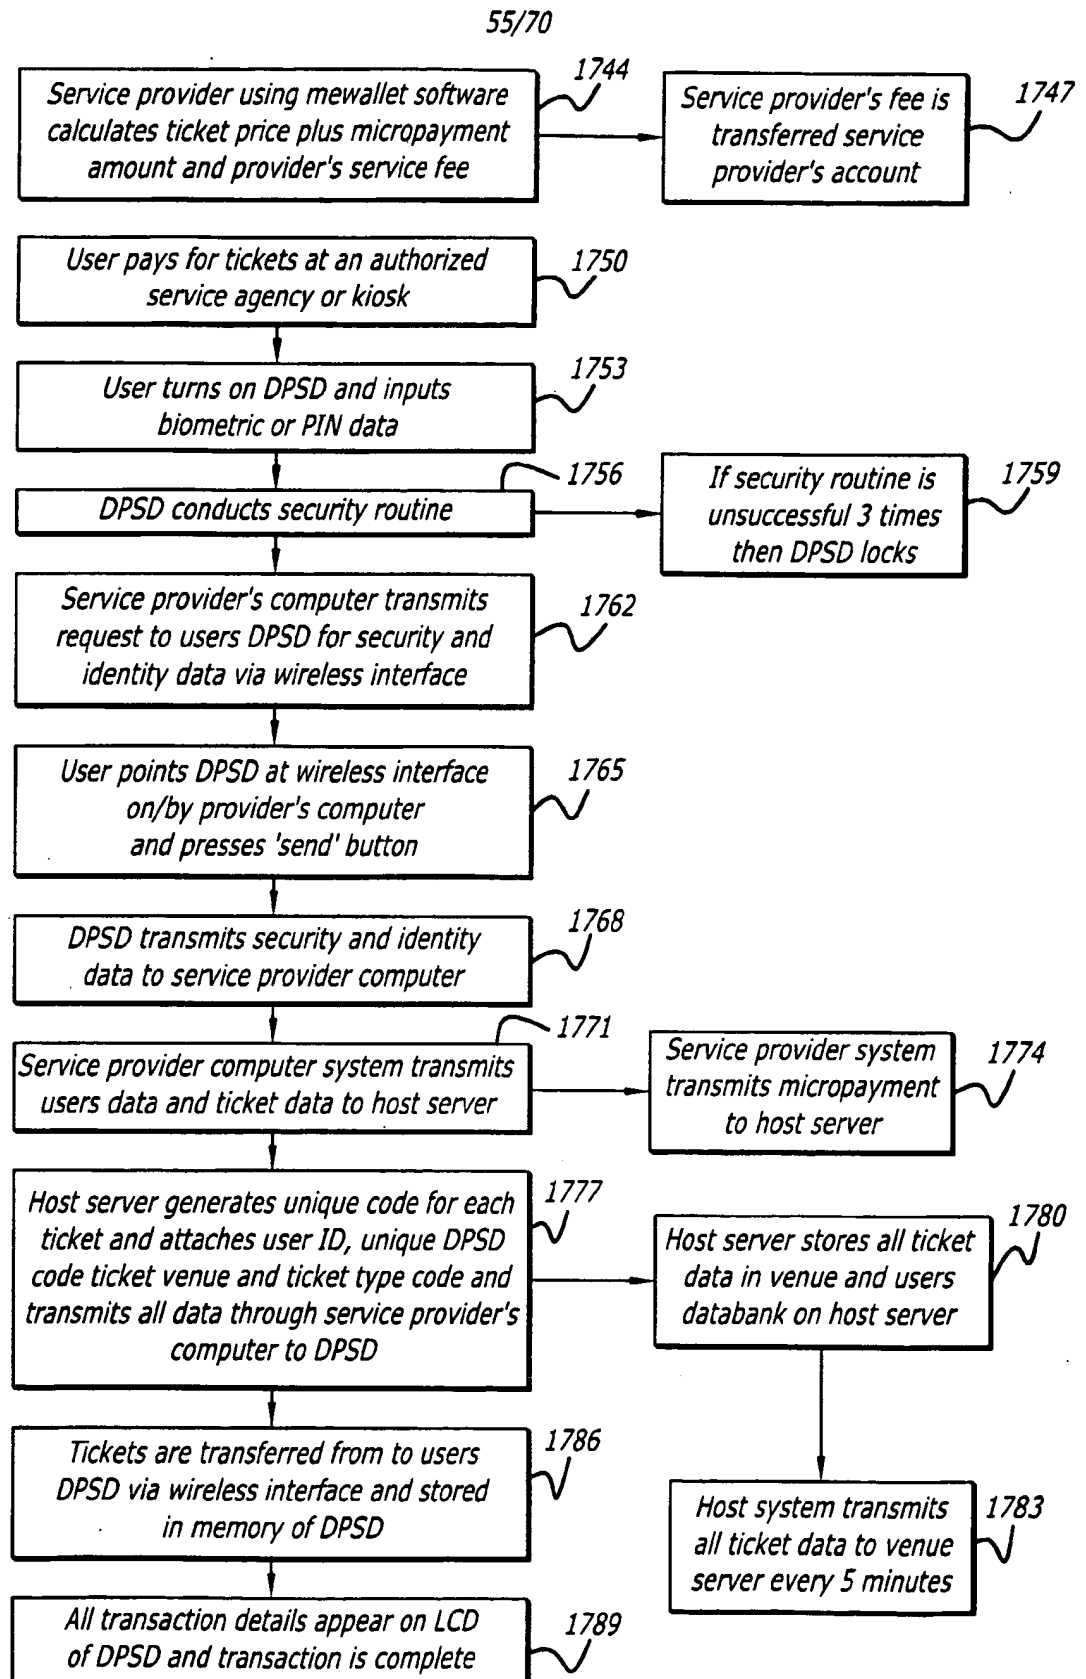 55/70
Service provider using mewallet software
calculates ticket price plus micropayment
amount and provider's service fee
1744
Service provider's fee is
transferred service
provider's account
1747
User pays for tickets at an authorized
service agency or kiosk
1750
User turns on DPSD and inputs
biometric or PIN data
1753
DPSD conducts security routine
1756
If security routine is
unsuccessful 3 times
then DPSD locks
1759
Service provider's computer transmits
request to users DPSD for security and
identity data via wireless interface
1762
User points DPSD at wireless interface
on/by provider's computer
and presses 'send' button
1765
DPSD transmits security and identity
data to service provider computer
1768
Service provider computer system transmits
users data and ticket data to host server
1771
Service provider system
transmits micropayment
to host server
1774
Host server generates unique code for each
ticket and attaches user ID, unique DPSD
code ticket venue and ticket type code and
transmits all data through service provider's
computer to DPSD
1777
Host server stores all ticket
data in venue and users
databank on host server
1780
Tickets are transferred from to users
DPSD via wireless interface and stored
in memory of DPSD
1786
Host system transmits
all ticket data to venue
server every 5 minutes
1783
All transaction details appear on LCD
of DPSD and transaction is complete
1789